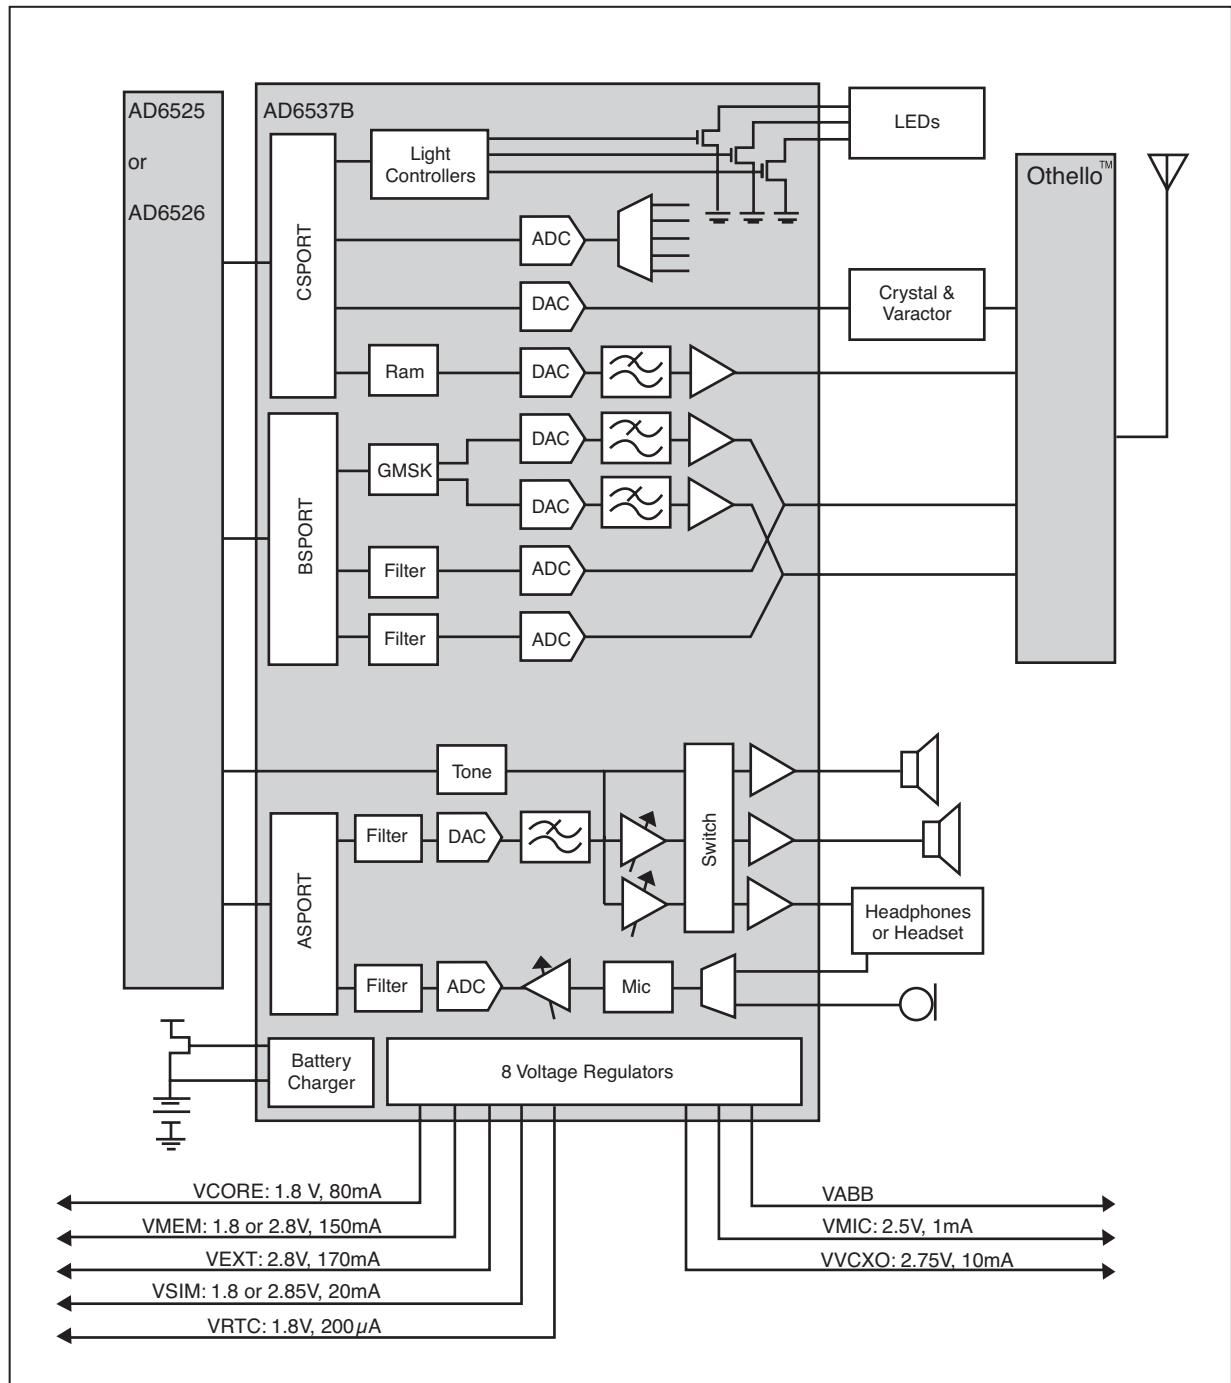 AD6525
or
AD6526
AD6537B
CSPORT
Light
Controllers
LEDs
Othello™
ADC
DAC
Crystal &
Varactor
Ram
DAC
BSPORT
GMSK
DAC
DAC
Filter
ADC
Filter
ADC
Tone
Switch
ASPORT
Filter
DAC
Headphones
or Headset
Filter
ADC
Mic
Battery
Charger
8 Voltage Regulators
VCORE: 1.8 V, 80mA
VMEM: 1.8 or 2.8V, 150mA
VEXT: 2.8V, 170mA
VSIM: 1.8 or 2.85V, 20mA
VRTC: 1.8V, 200µA
VABB
VMIC: 2.5V, 1mA
VVCXO: 2.75V, 10mA